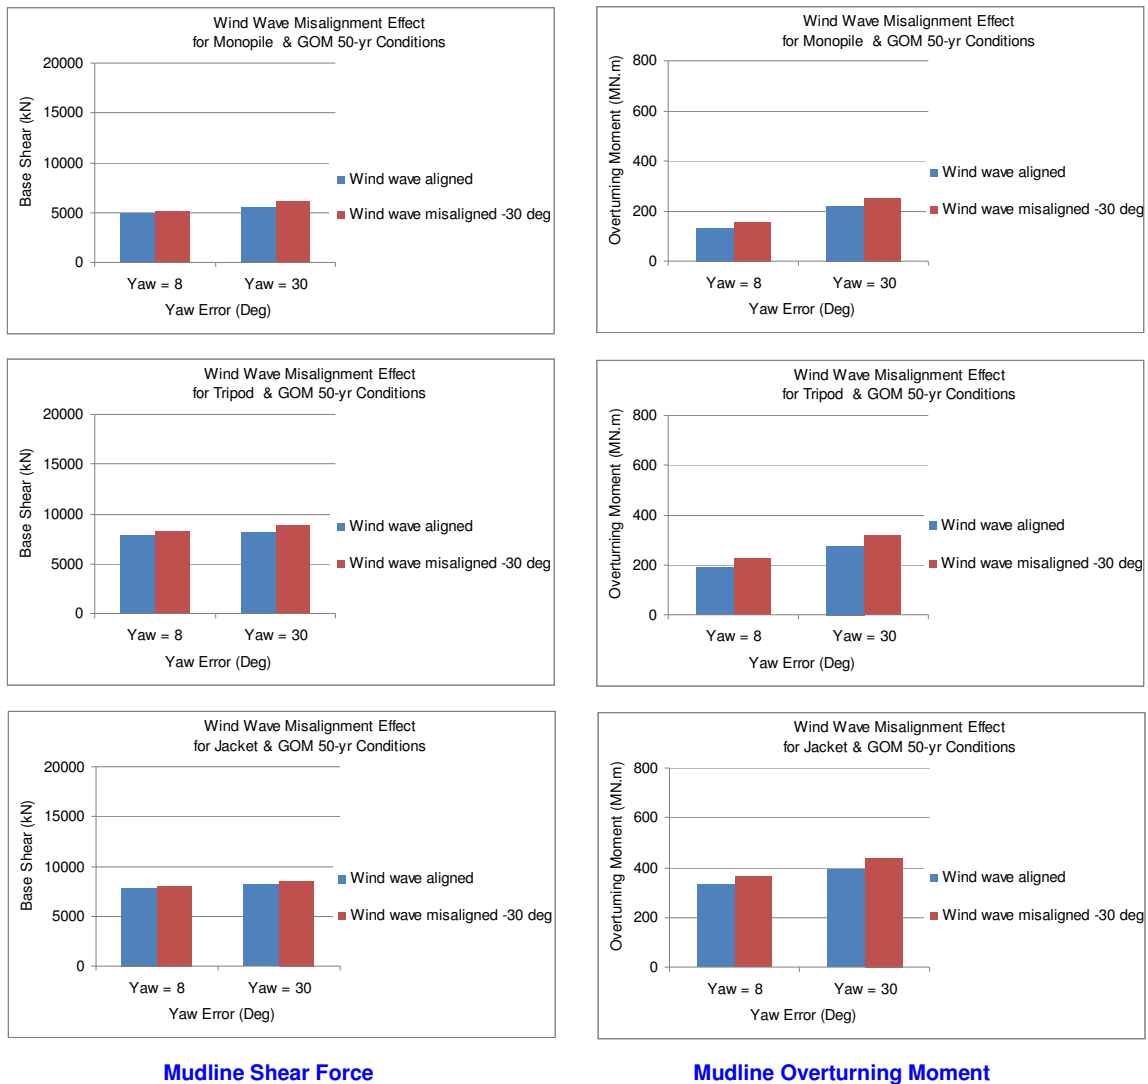 Wind Wave Misalignment Effect
for Monopile & GOM 50-yr Conditions
20000
15000
10000
5000
0
Base Shear (kN)
Yaw = 8
Yaw = 30
Yaw Error (Deg)
Wind wave aligned
Wind wave misaligned -30 deg
Wind Wave Misalignment Effect
for Monopile & GOM 50-yr Conditions
800
600
400
200
0
Overturning Moment (MN.m)
Yaw = 8
Yaw = 30
Yaw Error (Deg)
Wind wave aligned
Wind wave misaligned -30 deg
Wind Wave Misalignment Effect
for Tripod & GOM 50-yr Conditions
20000
15000
10000
5000
0
Base Shear (kN)
Yaw = 8
Yaw = 30
Yaw Error (Deg)
Wind wave aligned
Wind wave misaligned -30 deg
Wind Wave Misalignment Effect
for Tripod & GOM 50-yr Conditions
800
600
400
200
0
Overturning Moment (MN.m)
Yaw = 8
Yaw = 30
Yaw Error (Deg)
Wind wave aligned
Wind wave misaligned -30 deg
Wind Wave Misalignment Effect
for Jacket & GOM 50-yr Conditions
20000
15000
10000
5000
0
Base Shear (kN)
Yaw = 8
Yaw = 30
Yaw Error (Deg)
Wind wave aligned
Wind wave misaligned -30 deg
Wind Wave Misalignment Effect
for Jacket & GOM 50-yr Conditions
800
600
400
200
0
Overturning Moment (MN.m)
Yaw = 8
Yaw = 30
Yaw Error (Deg)
Wind wave aligned
Wind wave misaligned -30 deg
Mudline Shear Force
Mudline Overturning Moment